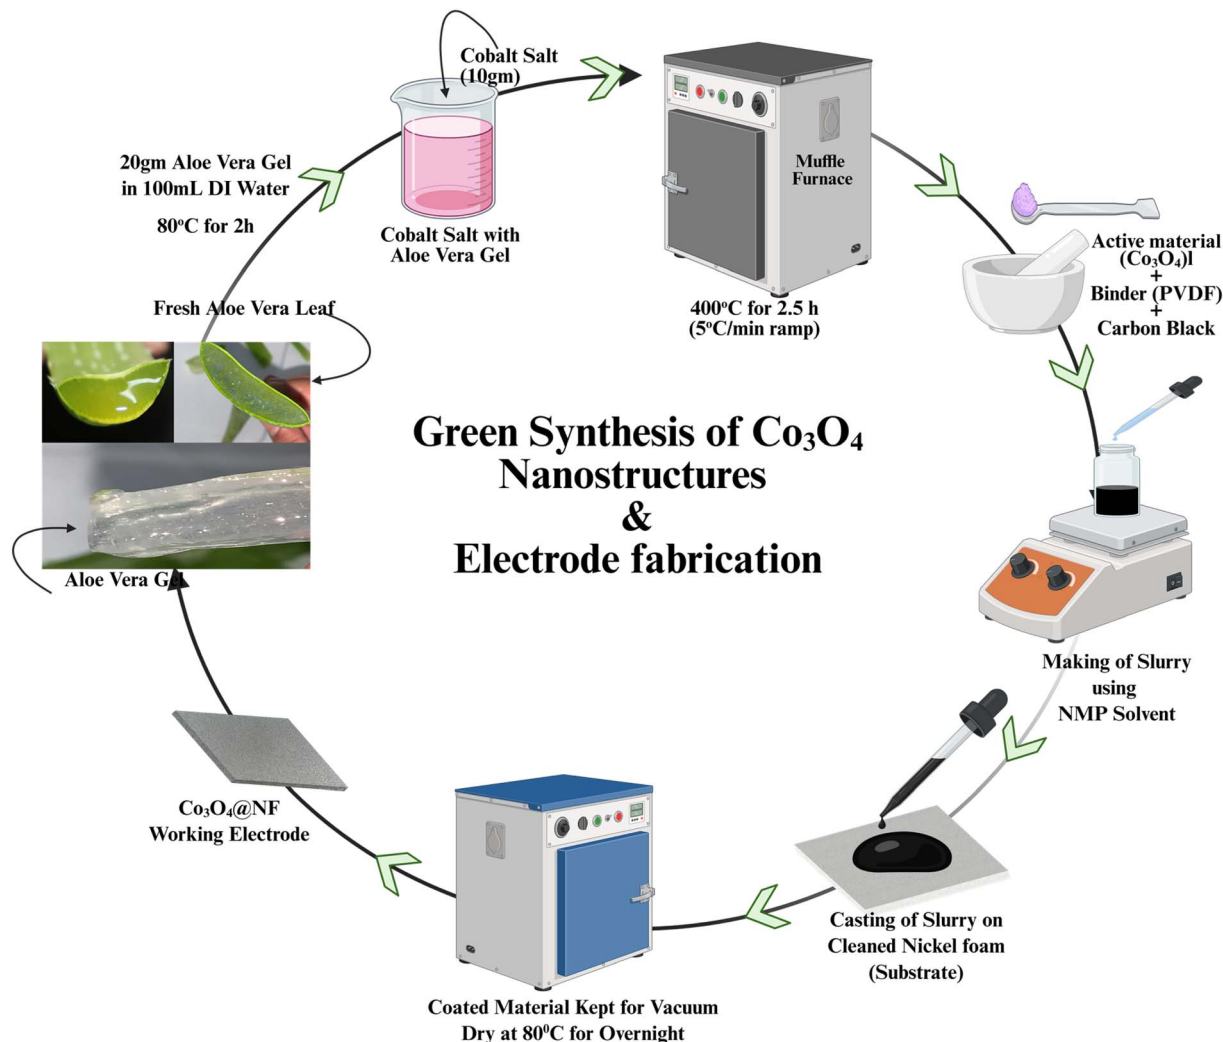 Cobalt Salt
(10gm)
20gm Aloe Vera Gel
in 100mL DI Water
80°C for 2h
Cobalt Salt with
Aloe Vera Gel
Muffle
Furnace
400°C for 2.5 h
(5°C/min ramp)
Active material
(Co₃O₄)l
+
Binder (PVDF)
+
Carbon Black
Fresh Aloe Vera Leaf
Aloe Vera Gel
Green Synthesis of Co₃O₄
Nanostructures
&
Electrode fabrication
Making of Slurry
using
NMP Solvent
Casting of Slurry on
Cleaned Nickel foam
(Substrate)
Coated Material Kept for Vacuum
Dry at 80⁰C for Overnight
Co₃O₄@NF
Working Electrode